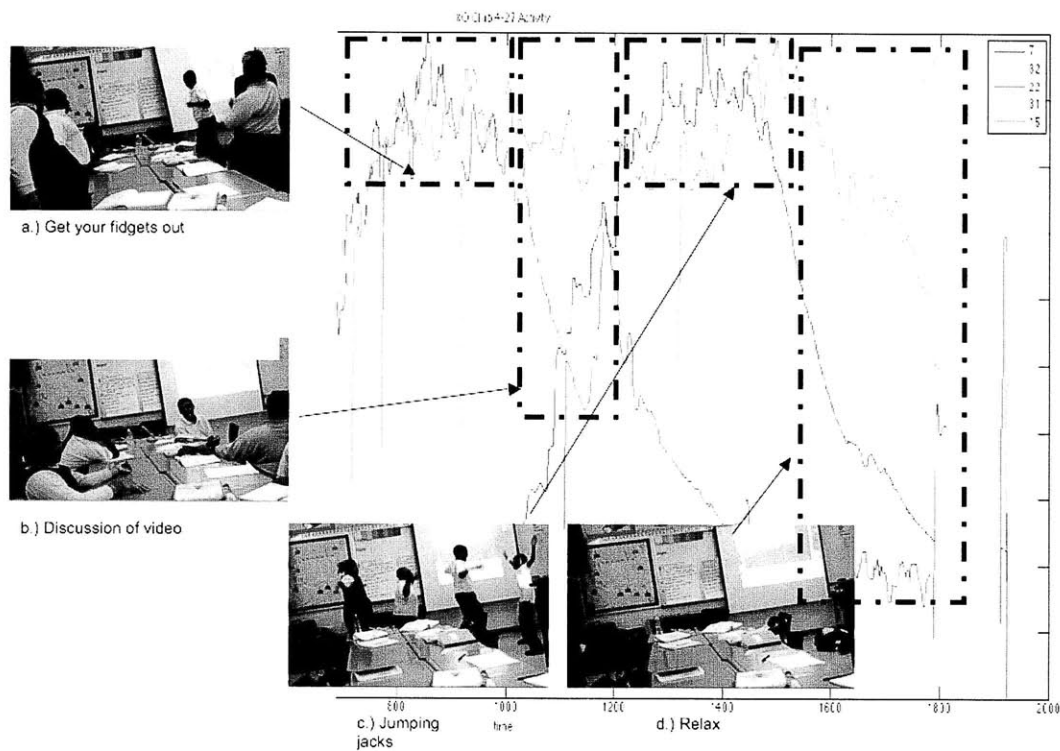 Activity
7
32
22
31
15
a.) Get your fidgets out
b.) Discussion of video
800
1000
1200
1400
1600
1800
2000
time
c.) Jumping
jacks
d.) Relax